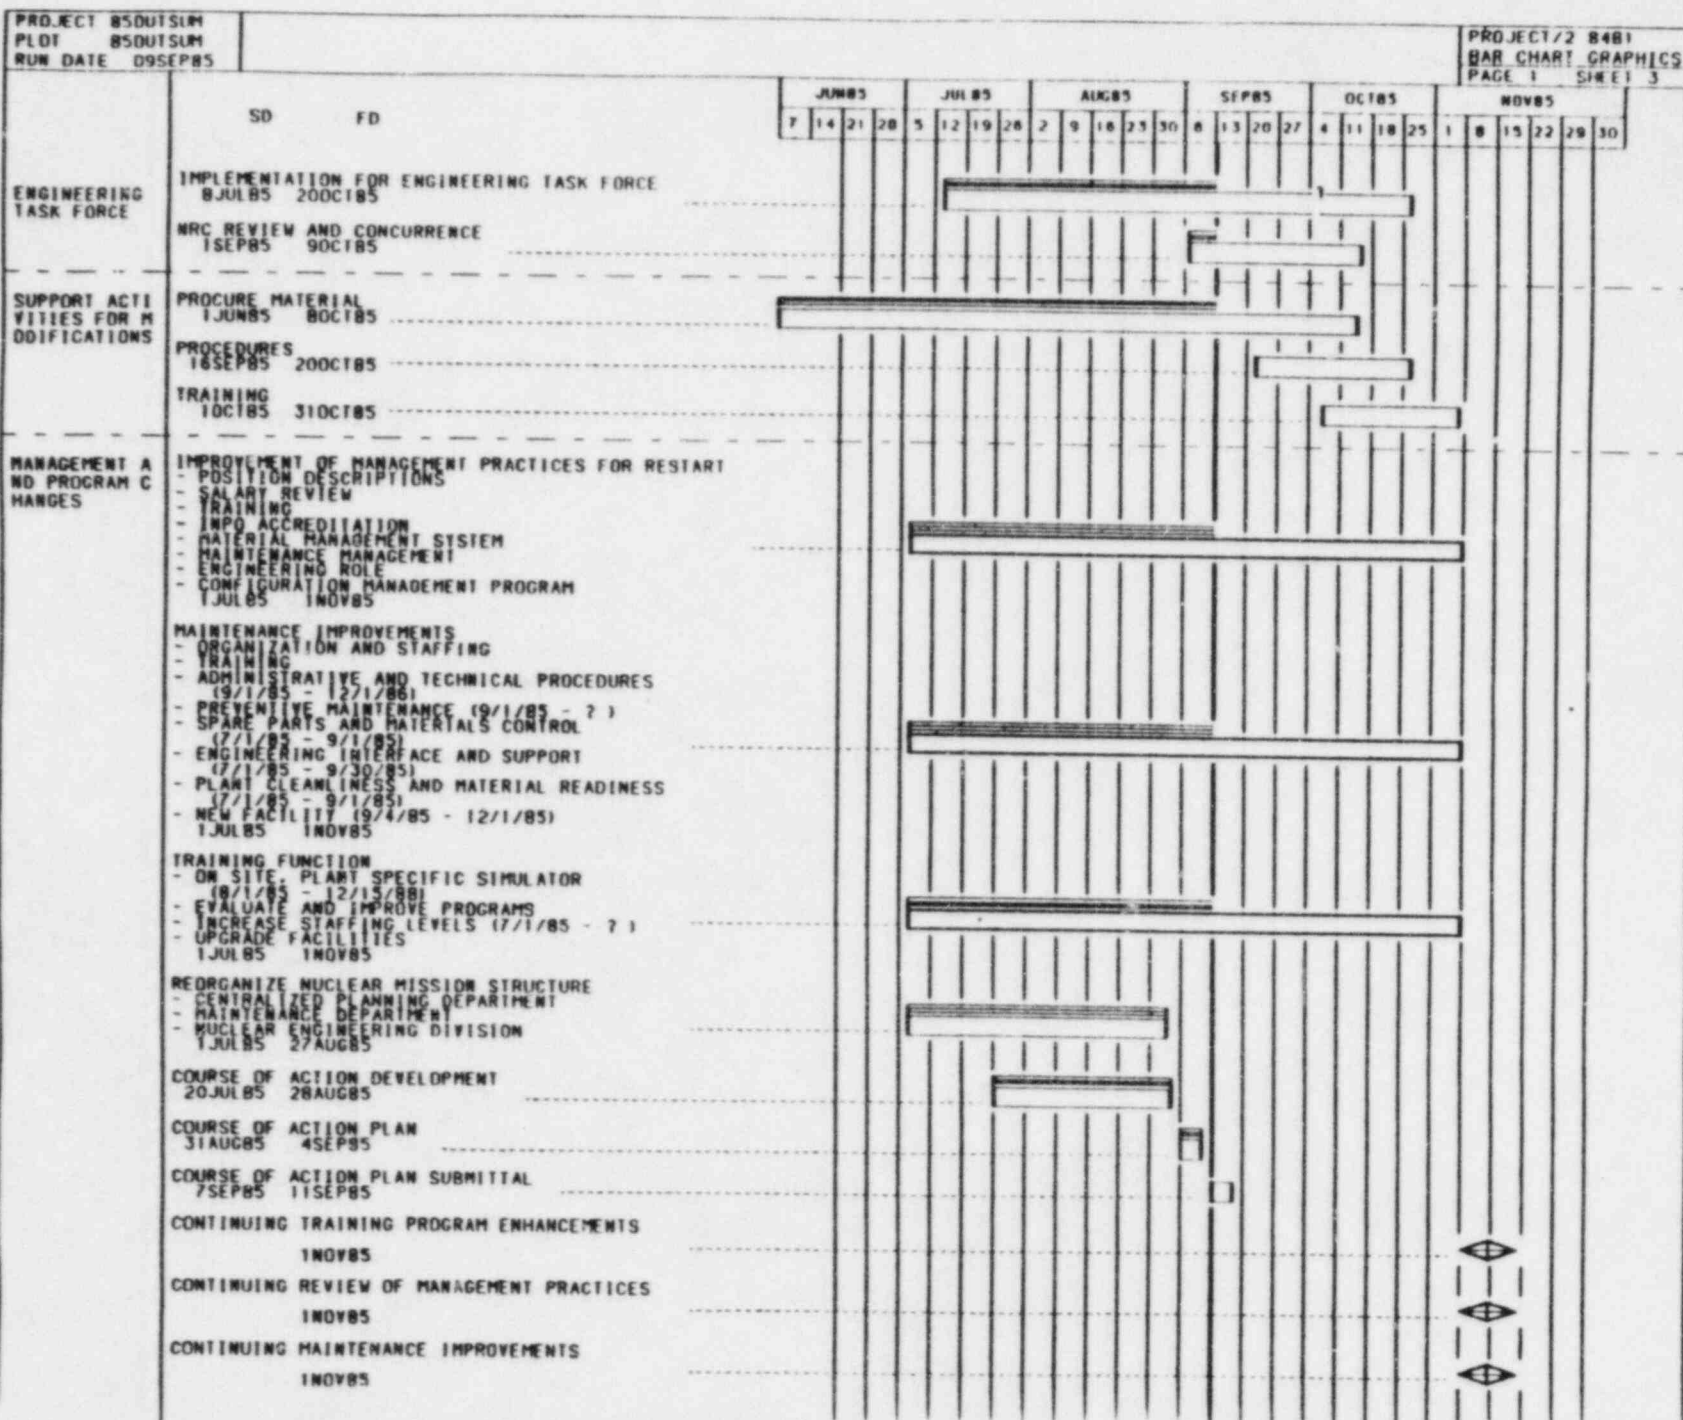 PROJECT 85OUTSUM
PLOT 85OUTSUM
RUN DATE 09SEP85
PROJECT/2 84B1
BAR CHART GRAPHICS
PAGE 1 SHEET 3
SD FD
JUN85 JUL85 AUG85 SEP85 OCT85 NOV85
7 14 21 28 5 12 19 26 2 9 16 23 30 6 13 20 27 4 11 18 25 1 8 15 22 29 30
ENGINEERING
TASK FORCE
IMPLEMENTATION FOR ENGINEERING TASK FORCE
8JUL85 20OCT85
NRC REVIEW AND CONCURRENCE
1SEP85 9OCT85
SUPPORT ACTI
VITIES FOR M
ODIFICATIONS
PROCURE MATERIAL
1JUN85 8OCT85
PROCEDURES
16SEP85 20OCT85
TRAINING
1OCT85 31OCT85
MANAGEMENT A
ND PROGRAM C
HANGES
IMPROVEMENT OF MANAGEMENT PRACTICES FOR RESTART
- POSITION DESCRIPTIONS
- SALARY REVIEW
- TRAINING
- INPO ACCREDITATION
- MATERIAL MANAGEMENT SYSTEM
- MAINTENANCE MANAGEMENT
- ENGINEERING ROLE
- CONFIGURATION MANAGEMENT PROGRAM
1JUL85 1NOV85
MAINTENANCE IMPROVEMENTS
- ORGANIZATION AND STAFFING
- TRAINING
- ADMINISTRATIVE AND TECHNICAL PROCEDURES
(9/1/85 - 12/1/86)
- PREVENTIVE MAINTENANCE (9/1/85 - ? )
- SPARE PARTS AND MATERIALS CONTROL
(7/1/85 - 9/1/85)
- ENGINEERING INTERFACE AND SUPPORT
(7/1/85 - 9/30/85)
- PLANT CLEANLINESS AND MATERIAL READINESS
(7/1/85 - 9/1/85)
- NEW FACILITY (9/4/85 - 12/1/85)
1JUL85 1NOV85
TRAINING FUNCTION
- ON SITE, PLANT SPECIFIC SIMULATOR
(8/1/85 - 12/15/88)
- EVALUATE AND IMPROVE PROGRAMS
- INCREASE STAFFING LEVELS (7/1/85 - ? )
- UPGRADE FACILITIES
1JUL85 1NOV85
REORGANIZE NUCLEAR MISSION STRUCTURE
- CENTRALIZED PLANNING DEPARTMENT
- MAINTENANCE DEPARTMENT
- NUCLEAR ENGINEERING DIVISION
1JUL85 27AUG85
COURSE OF ACTION DEVELOPMENT
20JUL85 28AUG85
COURSE OF ACTION PLAN
31AUG85 4SEP85
COURSE OF ACTION PLAN SUBMITTAL
7SEP85 11SEP85
CONTINUING TRAINING PROGRAM ENHANCEMENTS
1NOV85
CONTINUING REVIEW OF MANAGEMENT PRACTICES
1NOV85
CONTINUING MAINTENANCE IMPROVEMENTS
1NOV85